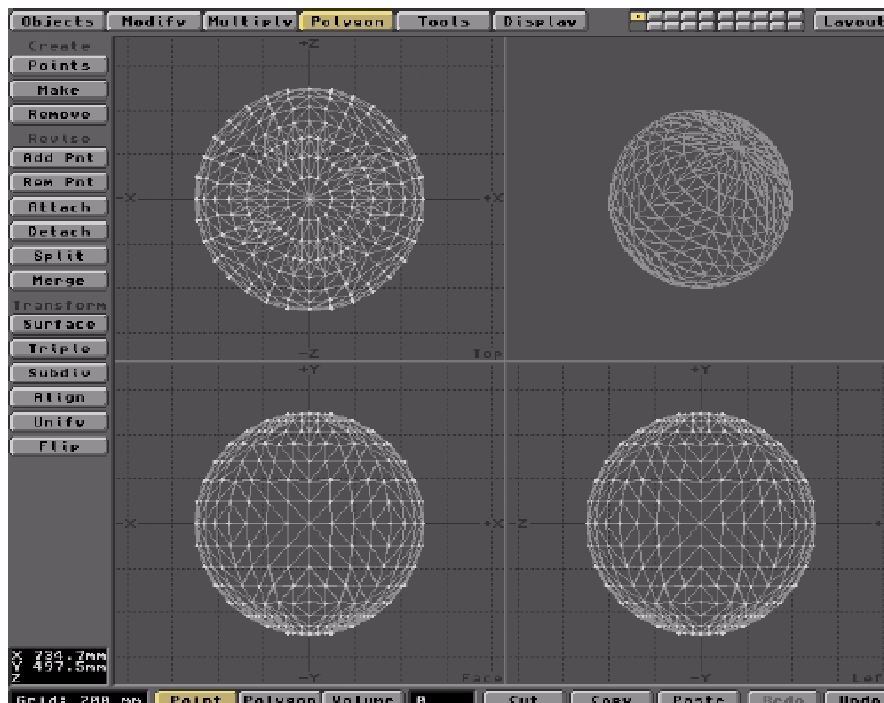 Objects Modify Multiply Polygon Tools Display Layout
Create
Points
Make
Remove
Revise
Add Pnt
Rem Pnt
Attach
Detach
Split
Merge
Transform
Surface
Triple
Subdiv
Align
Unify
Flip
+Z
-X +X
-Z Top
+Y +Y
-X +X -Z
-Y Face -Y Lef
X 734.7mm
Y 497.5mm
Z
Grid: 200 mm Point Polygon Volume 0 Cut Copy Paste Redo Undo